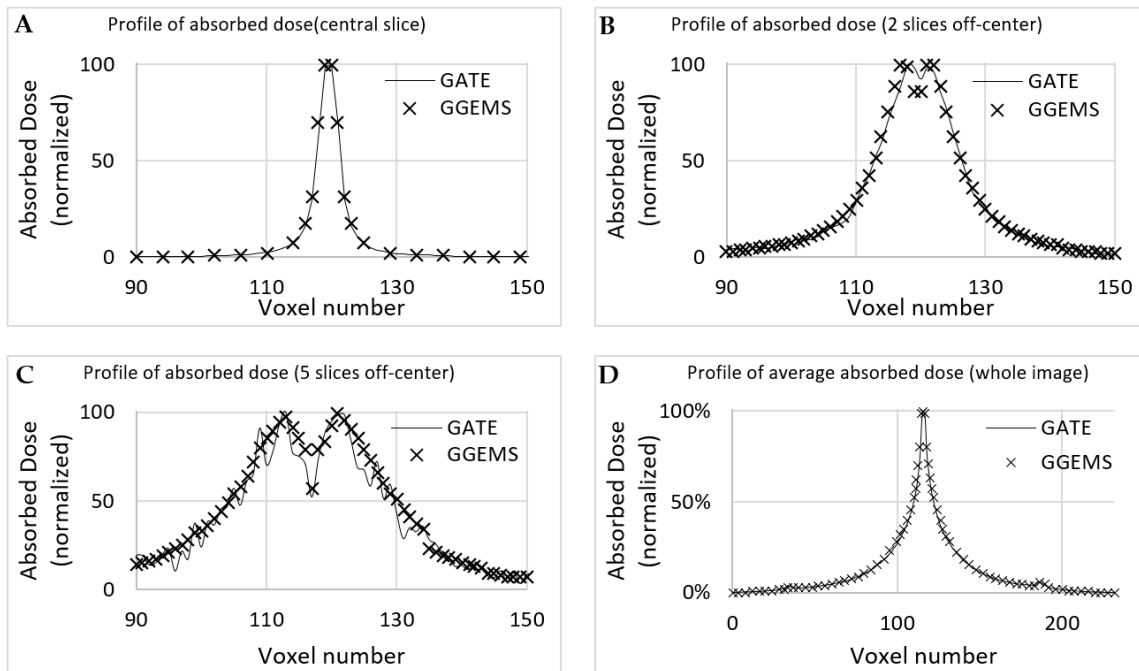 A
Profile of absorbed dose(central slice)
100
50
0
Absorbed Dose
(normalized)
GATE
GGEMS
90
110
130
150
Voxel number
B
Profile of absorbed dose (2 slices off-center)
100
50
0
Absorbed Dose
(normalized)
GATE
GGEMS
90
110
130
150
Voxel number
C
Profile of absorbed dose (5 slices off-center)
100
50
0
Absorbed Dose
(normalized)
GATE
GGEMS
90
110
130
150
Voxel number
D
Profile of average absorbed dose (whole image)
100%
50%
0%
Absorbed Dose
(normalized)
GATE
GGEMS
0
100
200
Voxel number